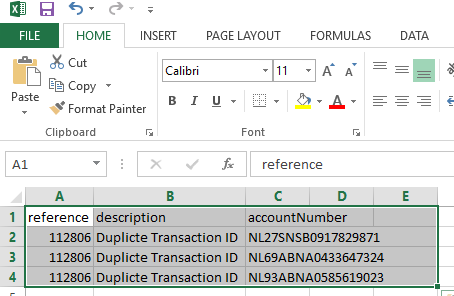 FILE HOME INSERT PAGE LAYOUT FORMULAS DATA
Cut
Copy
Format Painter
Paste
Clipboard
Calibri 11 A A
B I U A
Font
A1 fx reference
A B C D E
1 reference description accountNumber
2 112806 Duplicte Transaction ID NL27SNSB0917829871
3 112806 Duplicte Transaction ID NL69ABNA0433647324
4 112806 Duplicte Transaction ID NL93ABNA0585619023